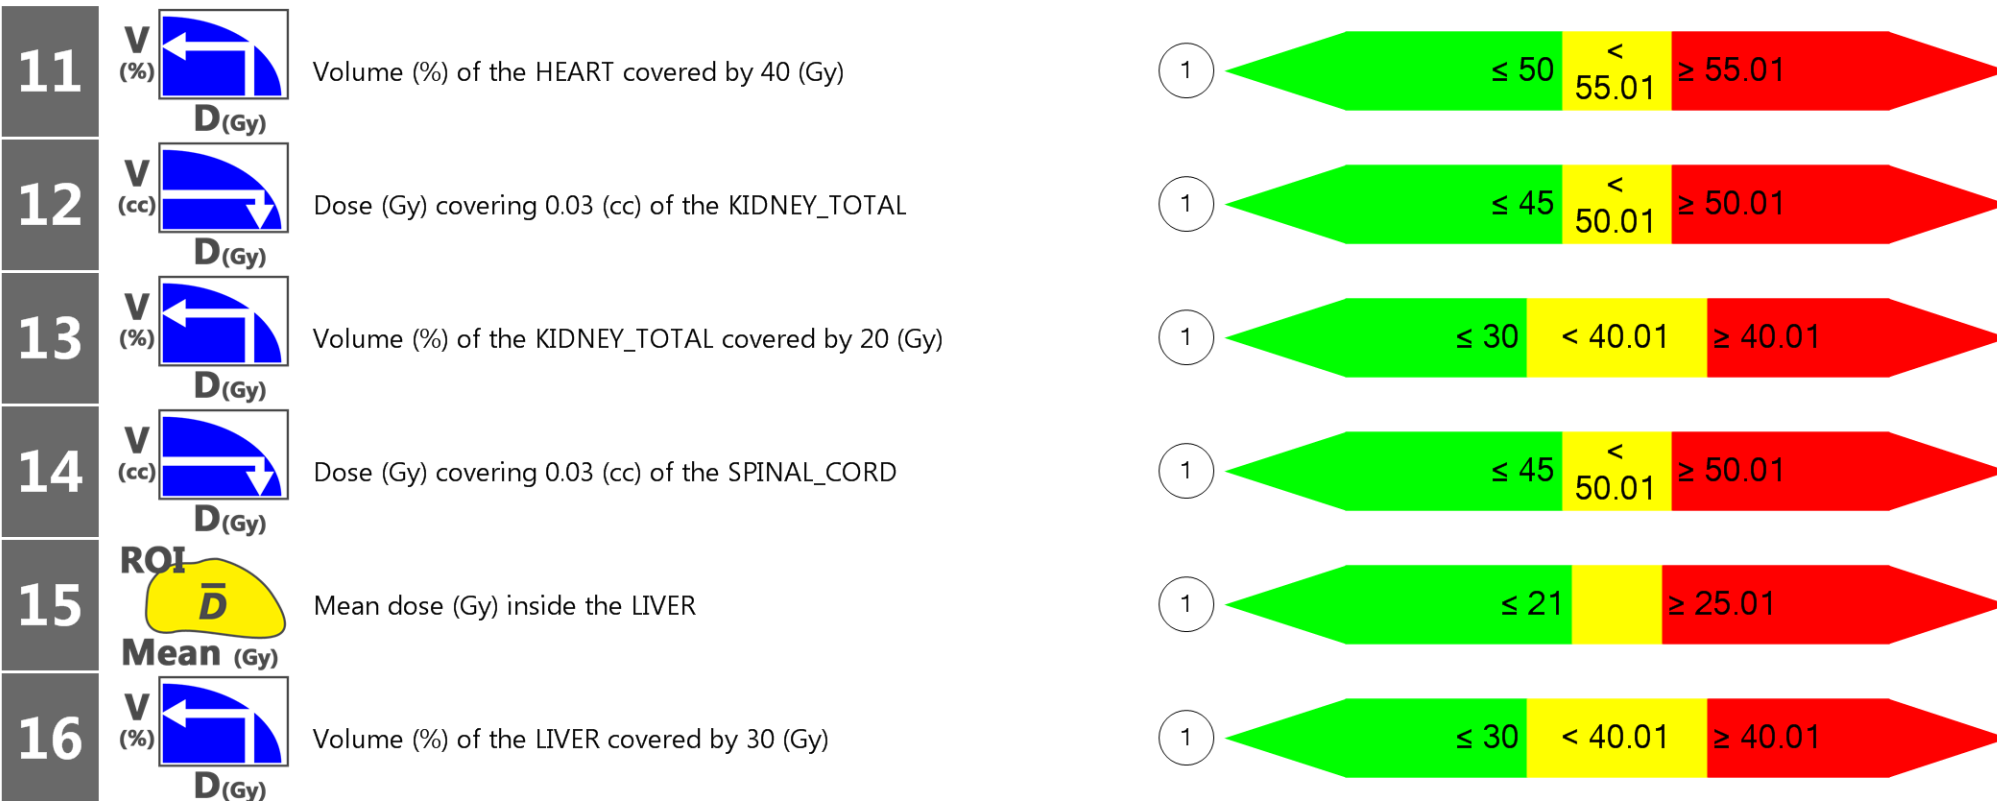 11
V
(%)
D(Gy)
Volume (%) of the HEART covered by 40 (Gy)
1
≤ 50
<
55.01
≥ 55.01
12
V
(cc)
D(Gy)
Dose (Gy) covering 0.03 (cc) of the KIDNEY_TOTAL
1
≤ 45
<
50.01
≥ 50.01
13
V
(%)
D(Gy)
Volume (%) of the KIDNEY_TOTAL covered by 20 (Gy)
1
≤ 30
< 40.01
≥ 40.01
14
V
(cc)
D(Gy)
Dose (Gy) covering 0.03 (cc) of the SPINAL_CORD
1
≤ 45
<
50.01
≥ 50.01
15
ROI
D̅
Mean (Gy)
Mean dose (Gy) inside the LIVER
1
≤ 21
≥ 25.01
16
V
(%)
D(Gy)
Volume (%) of the LIVER covered by 30 (Gy)
1
≤ 30
< 40.01
≥ 40.01